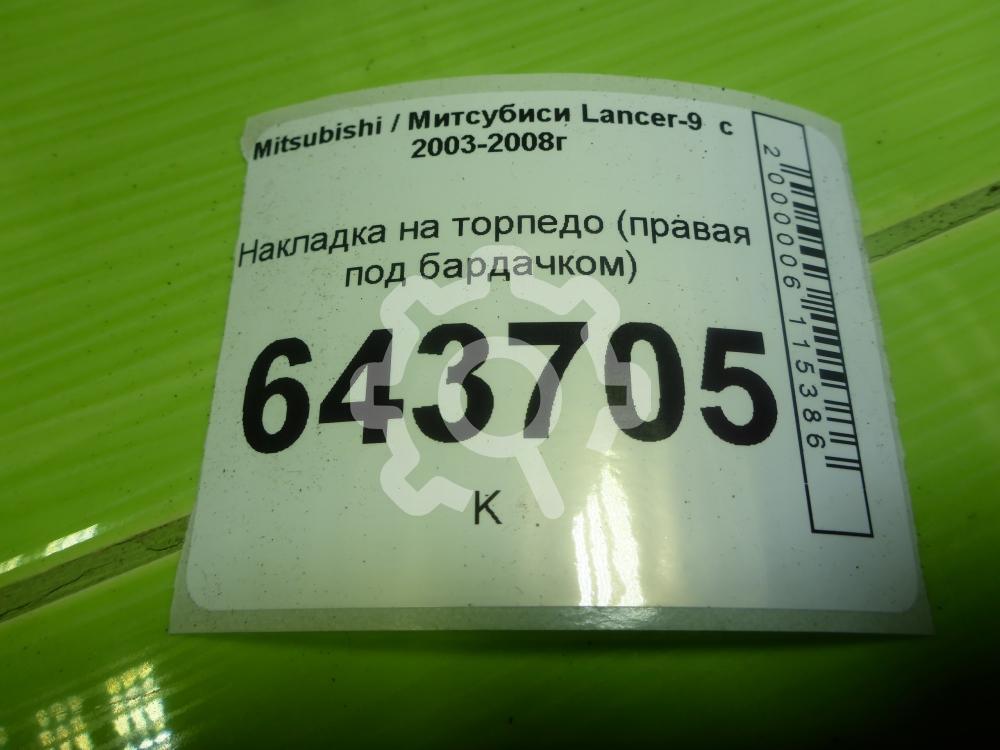 Mitsubishi / Митсубиси Lancer-9 с
2003-2008г
Накладка на торпедо (правая
под бардачком)
643705
К
2000006115386